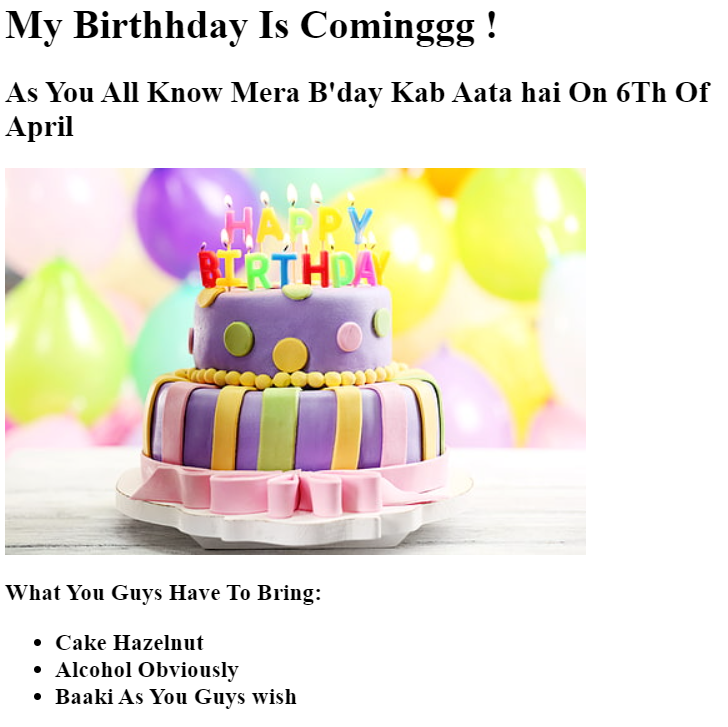 My Birthhday Is Cominggg !
As You All Know Mera B'day Kab Aata hai On 6Th Of
April
HAPPY
BIRTHDAY
What You Guys Have To Bring:
Cake Hazelnut
Alcohol Obviously
Baaki As You Guys wish